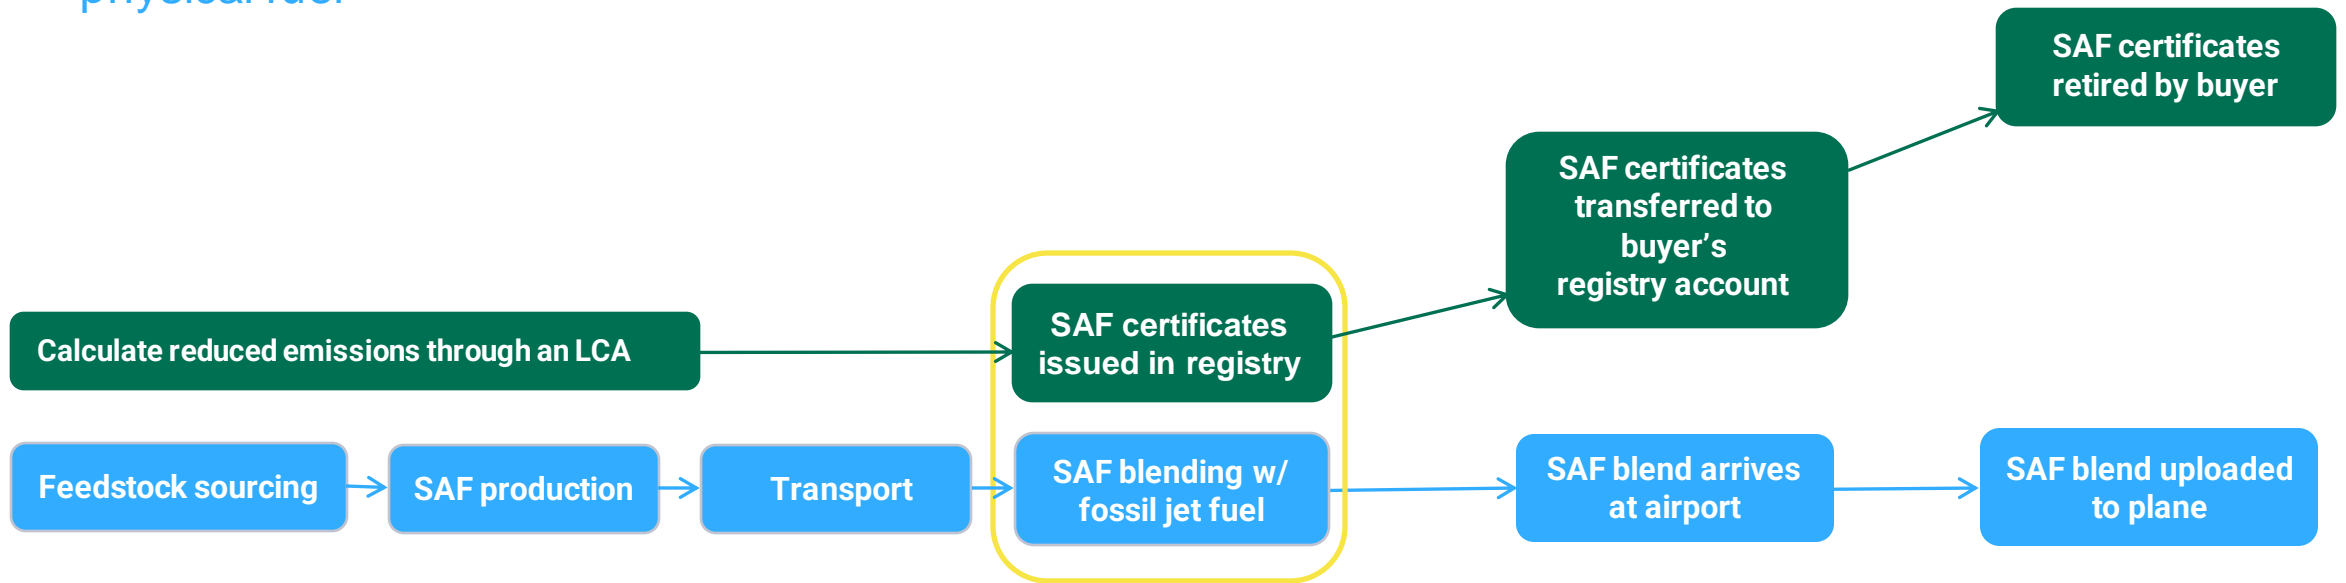 SAF certificates
retired by buyer
SAF certificates
transferred to
buyer’s
registry account
SAF certificates
issued in registry
Calculate reduced emissions through an LCA
Feedstock sourcing
SAF production
Transport
SAF blending w/
fossil jet fuel
SAF blend arrives
at airport
SAF blend uploaded
to plane